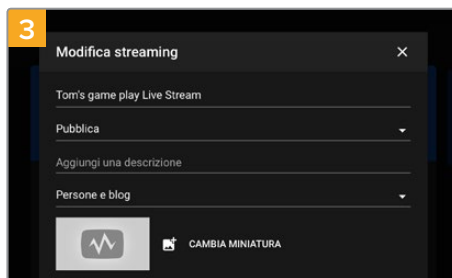 3
Modifica streaming
Tom's game play Live Stream
Pubblica
Aggiungi una descrizione
Persone e blog
CAMBIA MINIATURA